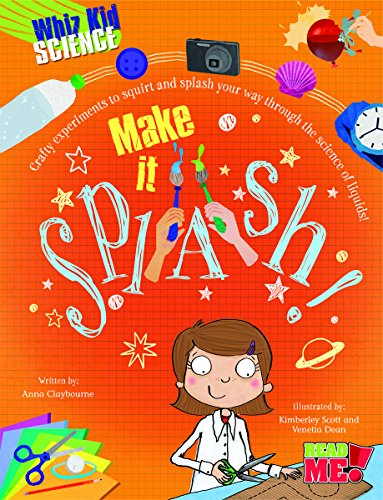 Whiz Kid
SCIENCE
Crafty experiments to squirt and splash your way through the science of liquids!
Make
it
SPLASh!
Written by:
Anna Claybourne
Illustrated by:
Kimberley Scott and
Venetia Dean
READ
ME!